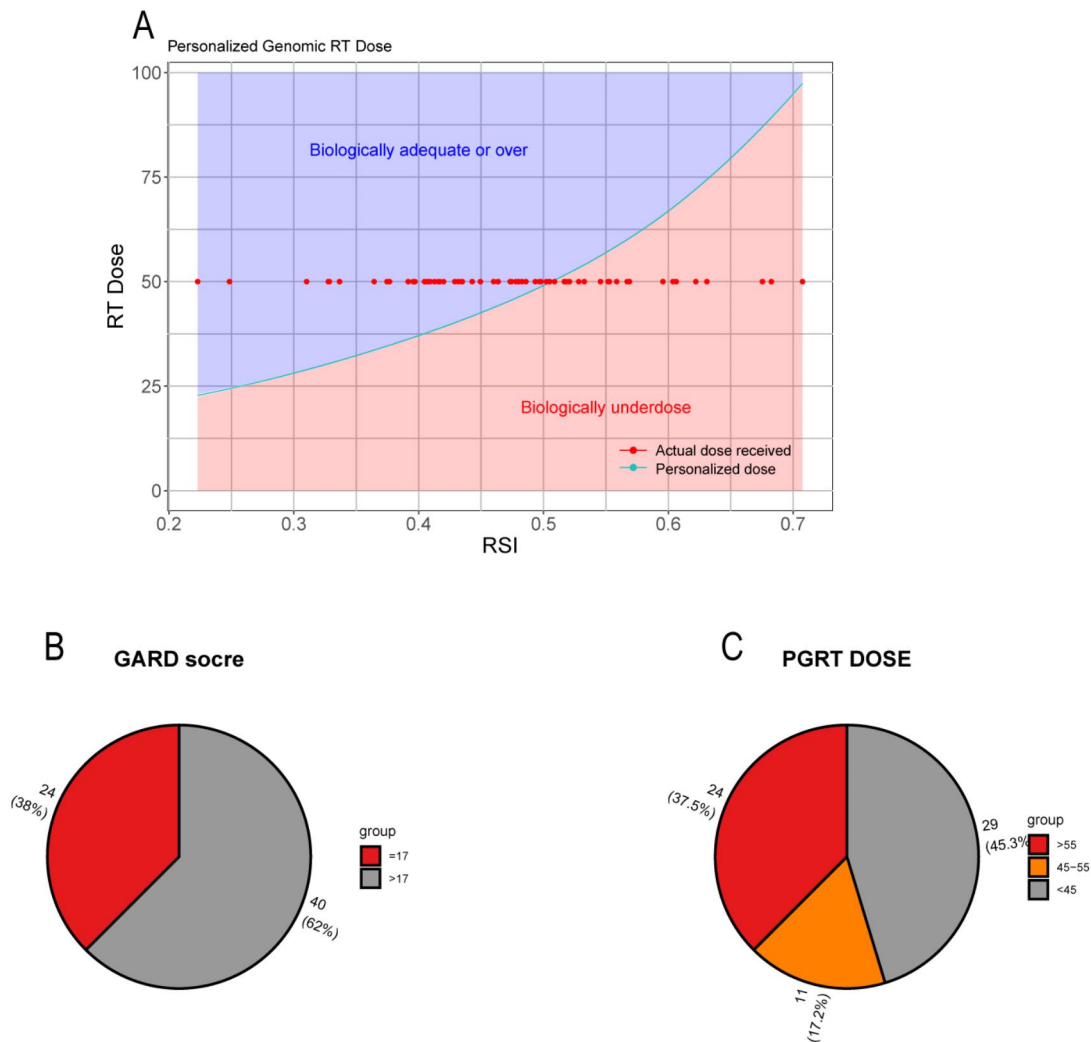 A
Personalized Genomic RT Dose
100
75
50
25
0
RT Dose
Biologically adequate or over
Biologically underdose
Actual dose received
Personalized dose
0.2 0.3 0.4 0.5 0.6 0.7
RSI
B
GARD socre
24
(38%)
40
(62%)
group
=17
>17
C
PGRT DOSE
24
(37.5%)
29
(45.3%
11
(17.2%)
group
>55
45−55
<45